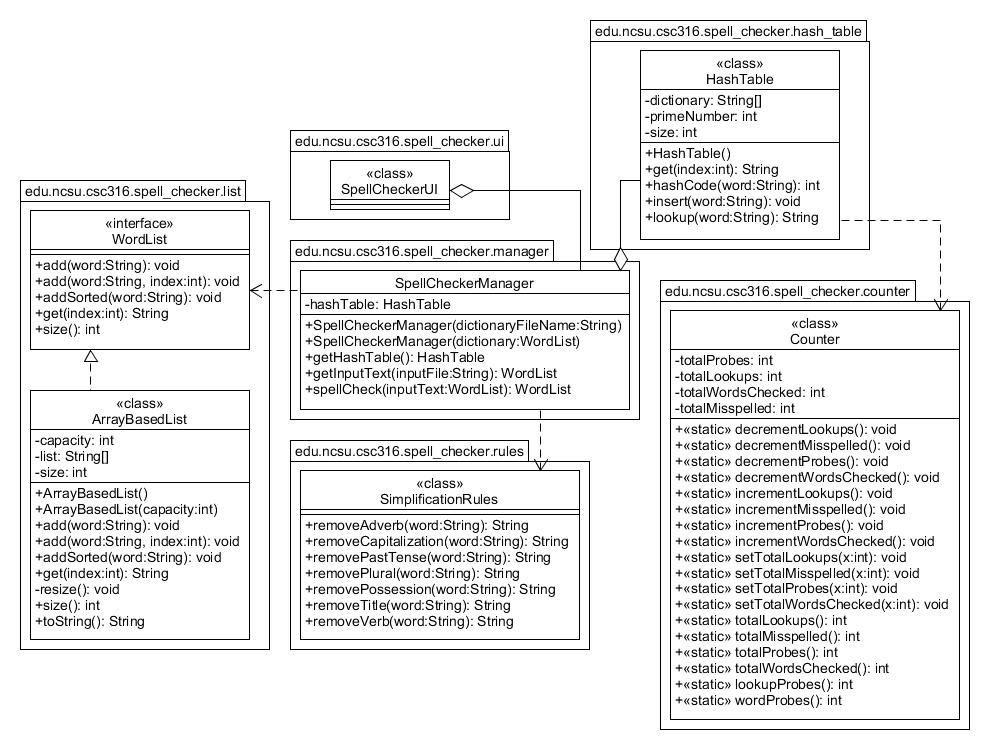 edu.ncsu.csc316.spell_checker.hash_table
«class»
HashTable
-dictionary: String[]
-primeNumber: int
-size: int
+HashTable()
+get(index:int): String
+hashCode(word:String): int
+insert(word:String): void
+lookup(word:String): String
edu.ncsu.csc316.spell_checker.ui
«class»
SpellCheckerUI
edu.ncsu.csc316.spell_checker.list
«interface»
WordList
+add(word:String): void
+add(word:String, index:int): void
+addSorted(word:String): void
+get(index:int): String
+size(): int
«class»
ArrayBasedList
-capacity: int
-list: String[]
-size: int
+ArrayBasedList()
+ArrayBasedList(capacity:int)
+add(word:String): void
+add(word:String, index:int): void
+addSorted(word:String): void
+get(index:int): String
-resize(): void
+size(): int
+toString(): String
edu.ncsu.csc316.spell_checker.manager
SpellCheckerManager
-hashTable: HashTable
+SpellCheckerManager(dictionaryFileName:String)
+SpellCheckerManager(dictionary:WordList)
+getHashTable(): HashTable
+getInputText(inputFile:String): WordList
+spellCheck(inputText:WordList): WordList
edu.ncsu.csc316.spell_checker.rules
«class»
SimplificationRules
+removeAdverb(word:String): String
+removeCapitalization(word:String): String
+removePastTense(word:String): String
+removePlural(word:String): String
+removePossession(word:String): String
+removeTitle(word:String): String
+removeVerb(word:String): String
edu.ncsu.csc316.spell_checker.counter
«class»
Counter
-totalProbes: int
-totalLookups: int
-totalWordsChecked: int
-totalMisspelled: int
+«static» decrementLookups(): void
+«static» decrementMisspelled(): void
+«static» decrementProbes(): void
+«static» decrementWordsChecked(): void
+«static» incrementLookups(): void
+«static» incrementMisspelled(): void
+«static» incrementProbes(): void
+«static» incrementWordsChecked(): void
+«static» setTotalLookups(x:int): void
+«static» setTotalMisspelled(x:int): void
+«static» setTotalProbes(x:int): void
+«static» setTotalWordsChecked(x:int): void
+«static» totalLookups(): int
+«static» totalMisspelled(): int
+«static» totalProbes(): int
+«static» totalWordsChecked(): int
+«static» lookupProbes(): int
+«static» wordProbes(): int